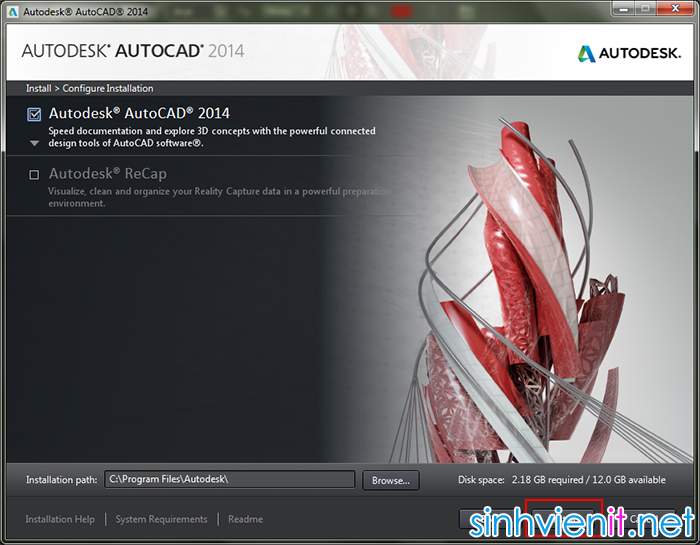 Autodesk® AutoCAD® 2014
AUTODESK® AUTOCAD® 2014
AUTODESK.
Install > Configure Installation
Autodesk® AutoCAD® 2014
Speed documentation and explore 3D concepts with the powerful connected
design tools of AutoCAD software®.
Autodesk® ReCap
Visualize, clean and organize your Reality Capture data in a powerful preparation
environment.
Installation path:
C:\Program Files\Autodesk\
Browse...
Disk space:
2.18 GB required / 12.0 GB available
Installation Help
System Requirements
Readme
sinhvienit.net